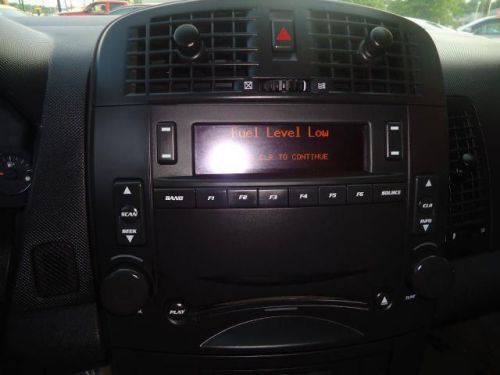 Fuel Level Low
CLR TO CONTINUE
BAND F1 F2 F3 F4 F5 F6 SOURCE
SCAN
SEEK
CLR
INFO
PLAY
TUNE